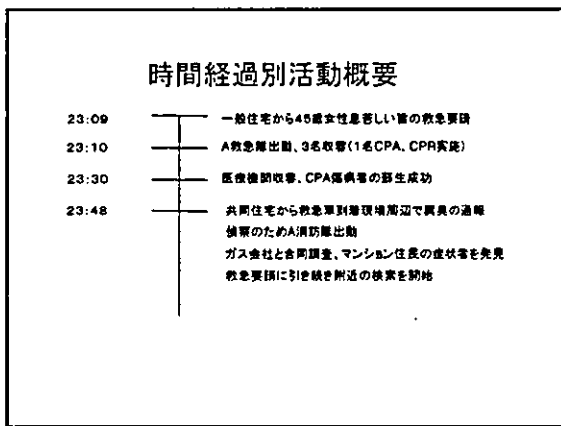 時間経過別活動概要
23:09 一般住宅から45歳女性息苦しい旨の救急要請
23:10 A救急隊出動、3名収容(1名CPA、CPR実施)
23:30 医療機関収容、CPA傷病者の蘇生成功
23:48 共同住宅から救急車到着現場周辺で異臭の通報
偵察のためA消防隊出動
ガス会社と合同調査、マンション住民の症状者を発見
救急要請に引き続き附近の検索を開始